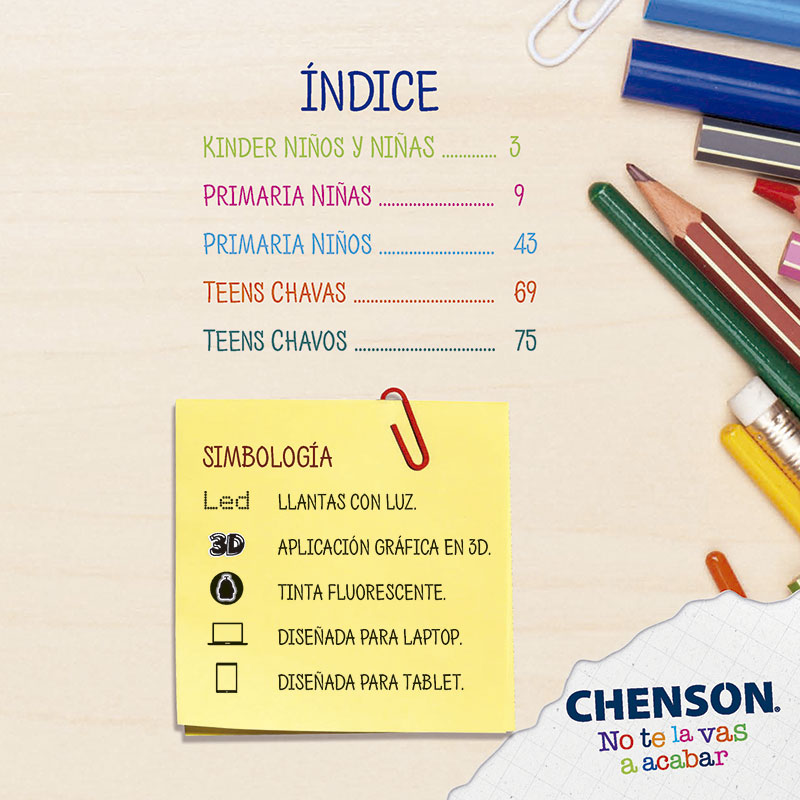 ÍNDICE
KINDER NIÑOS Y NIÑAS ............. 3
PRIMARIA NIÑAS ........................... 9
PRIMARIA NIÑOS ........................... 43
TEENS CHAVAS ................................. 69
TEENS CHAVOS ................................. 75
SIMBOLOGÍA
Led LLANTAS CON LUZ.
3D APLICACIÓN GRÁFICA EN 3D.
TINTA FLUORESCENTE.
DISEÑADA PARA LAPTOP.
DISEÑADA PARA TABLET.
CHENSON®
No te la vas
a acabar